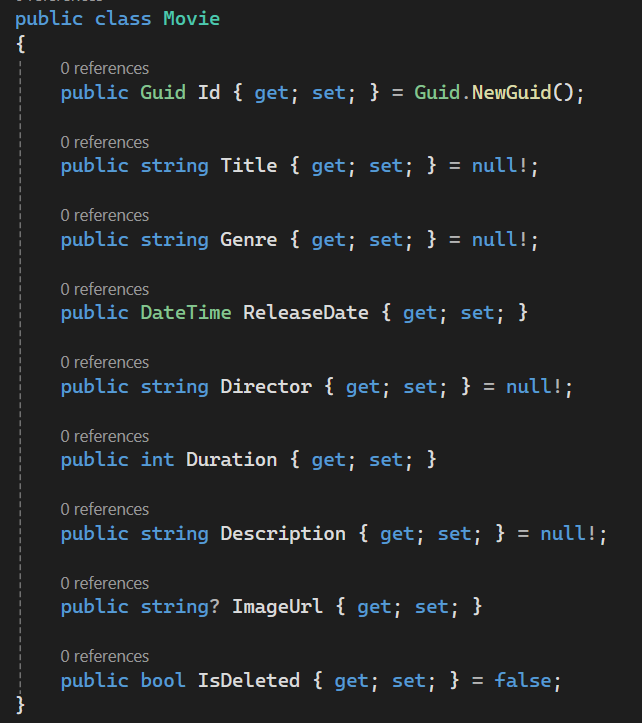 0 references
public class Movie
{
0 references
public Guid Id { get; set; } = Guid.NewGuid();
0 references
public string Title { get; set; } = null!;
0 references
public string Genre { get; set; } = null!;
0 references
public DateTime ReleaseDate { get; set; }
0 references
public string Director { get; set; } = null!;
0 references
public int Duration { get; set; }
0 references
public string Description { get; set; } = null!;
0 references
public string? ImageUrl { get; set; }
0 references
public bool IsDeleted { get; set; } = false;
}